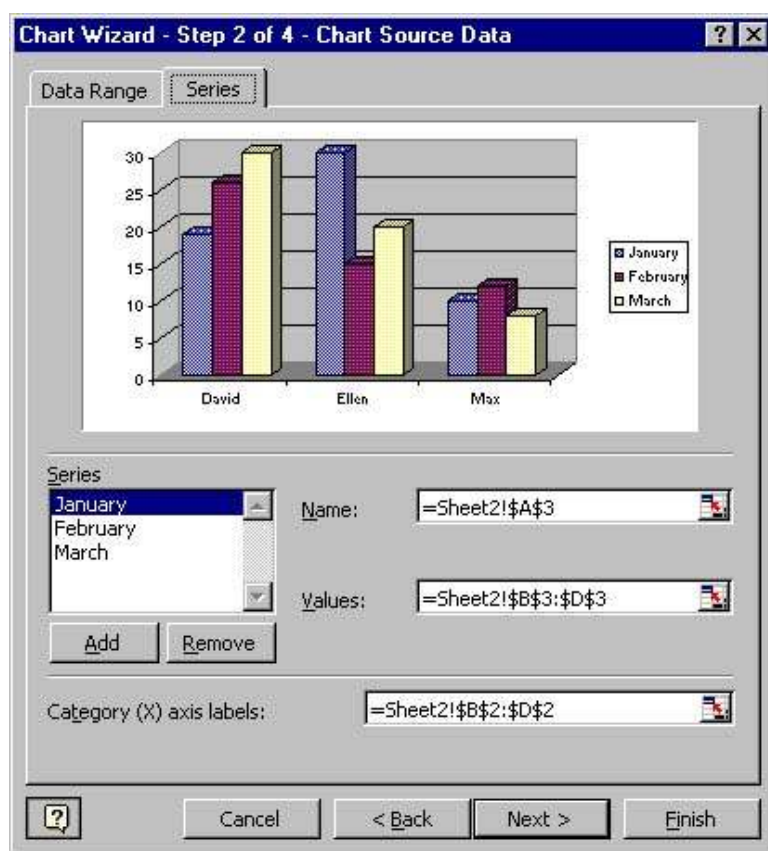 Chart Wizard - Step 2 of 4 - Chart Source Data
Data Range
Series
30
25
20
15
10
5
0
David
Ellen
Max
January
February
March
Series
January
February
March
Name:
=Sheet2!$A$3
Values:
=Sheet2!$B$3:$D$3
Add
Remove
Category (X) axis labels:
=Sheet2!$B$2:$D$2
Cancel
< Back
Next >
Finish